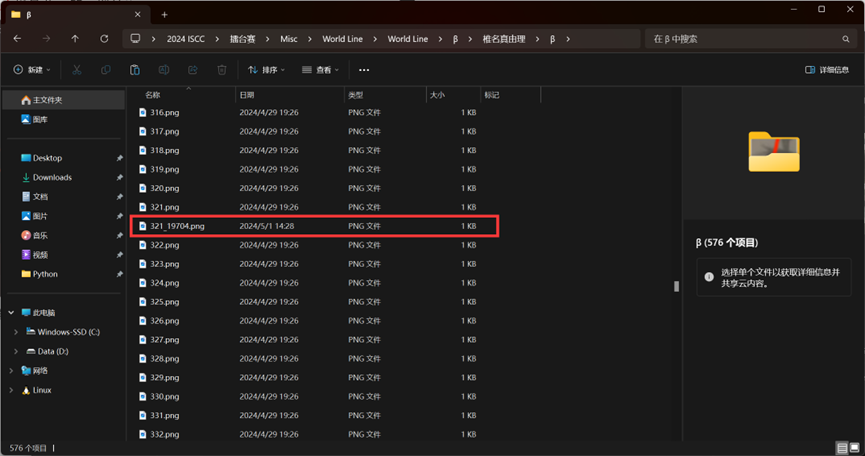 β
2024 ISCC > 擂台赛 > Misc > World Line > World Line > β > 椎名真由理 > β >
在 β 中搜索
新建
排序
查看
详细信息
主文件夹
图库
Desktop
Downloads
文档
图片
音乐
视频
Python
此电脑
Windows-SSD (C:)
Data (D:)
网络
Linux
名称 日期 类型 大小 标记
316.png 2024/4/29 19:26 PNG 文件 1 KB
317.png 2024/4/29 19:26 PNG 文件 1 KB
318.png 2024/4/29 19:26 PNG 文件 1 KB
319.png 2024/4/29 19:26 PNG 文件 1 KB
320.png 2024/4/29 19:26 PNG 文件 1 KB
321.png 2024/4/29 19:26 PNG 文件 1 KB
321_19704.png 2024/5/1 14:28 PNG 文件 1 KB
322.png 2024/4/29 19:26 PNG 文件 1 KB
323.png 2024/4/29 19:26 PNG 文件 1 KB
324.png 2024/4/29 19:26 PNG 文件 1 KB
325.png 2024/4/29 19:26 PNG 文件 1 KB
326.png 2024/4/29 19:26 PNG 文件 1 KB
327.png 2024/4/29 19:26 PNG 文件 1 KB
328.png 2024/4/29 19:26 PNG 文件 1 KB
329.png 2024/4/29 19:26 PNG 文件 1 KB
330.png 2024/4/29 19:26 PNG 文件 1 KB
331.png 2024/4/29 19:26 PNG 文件 1 KB
332.png 2024/4/29 19:26 PNG 文件 1 KB
β (576 个项目)
选择单个文件以获取详细信息并
共享云内容。
576 个项目